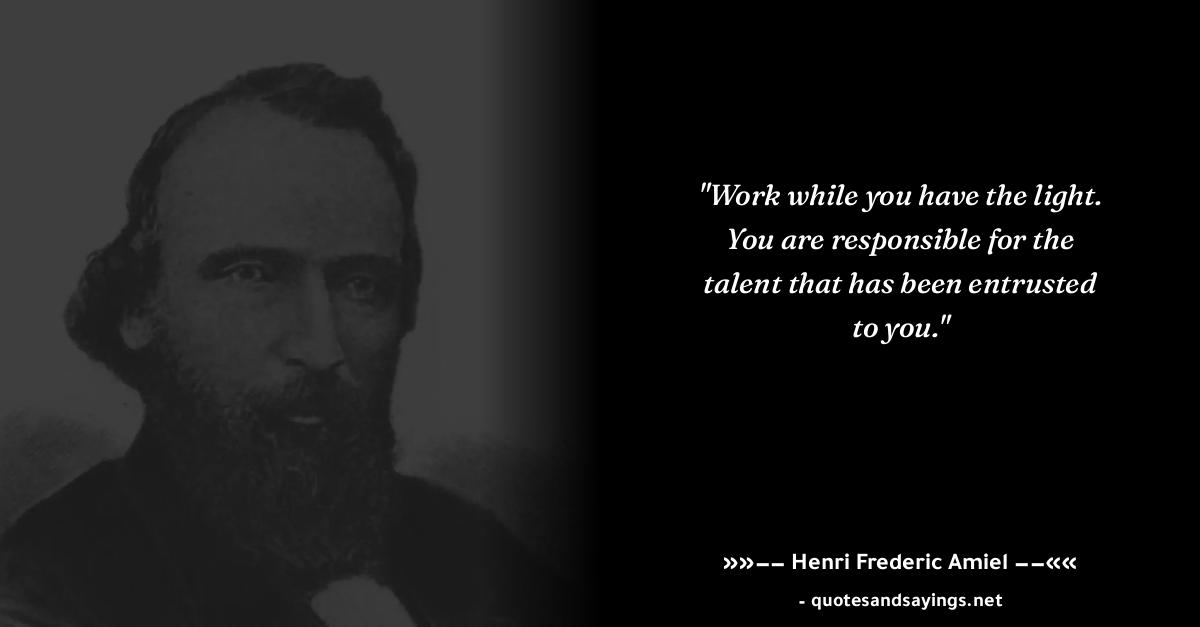 "Work while you have the light.
You are responsible for the
talent that has been entrusted
to you."
»»−− Henri Frederic Amiel −−««
- quotesandsayings.net